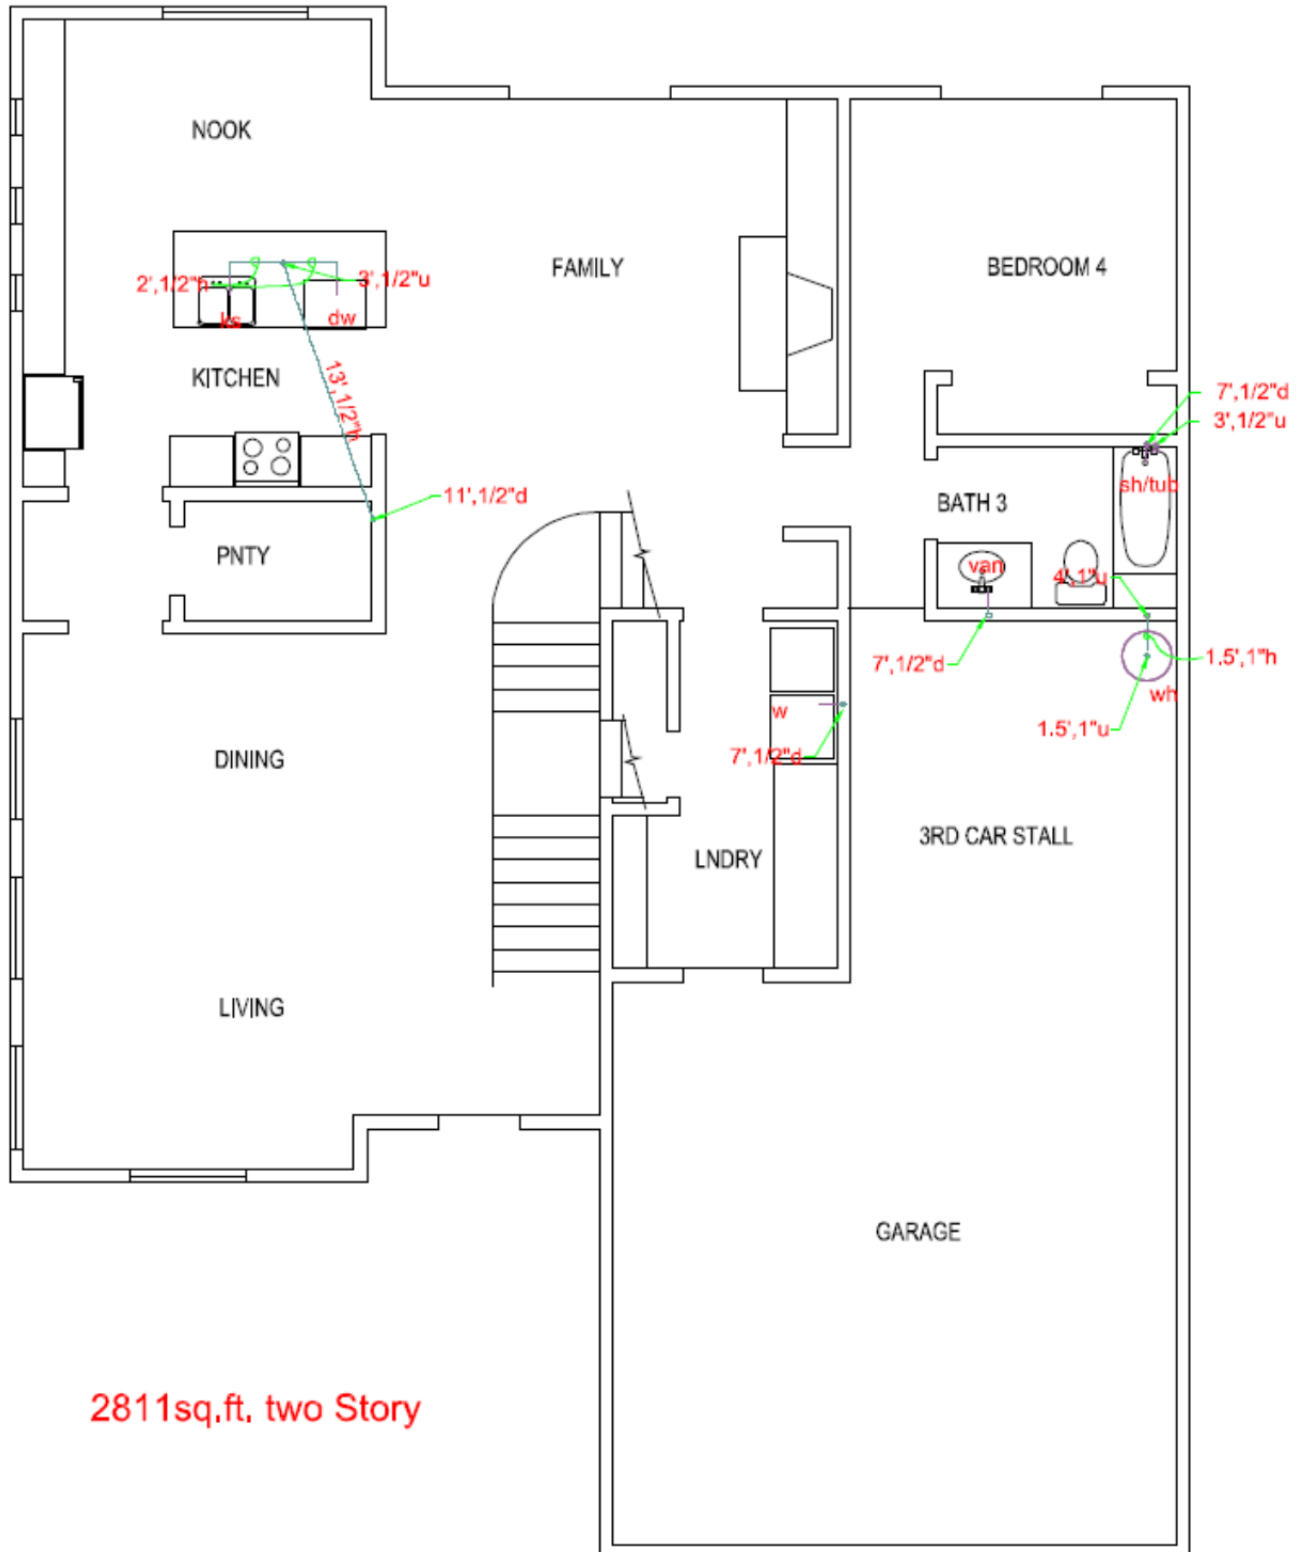 NOOK
FAMILY
BEDROOM 4
2',1/2"h
3',1/2"u
ks
dw
KITCHEN
13',1/2"h
7',1/2"d
3',1/2"u
11',1/2"d
sh/tub
BATH 3
PNTY
van
4',1"u
7',1/2"d
1.5',1"h
wh
w
1.5',1"u
7',1/2"d
DINING
3RD CAR STALL
LNDRY
LIVING
GARAGE
2811sq.ft. two Story